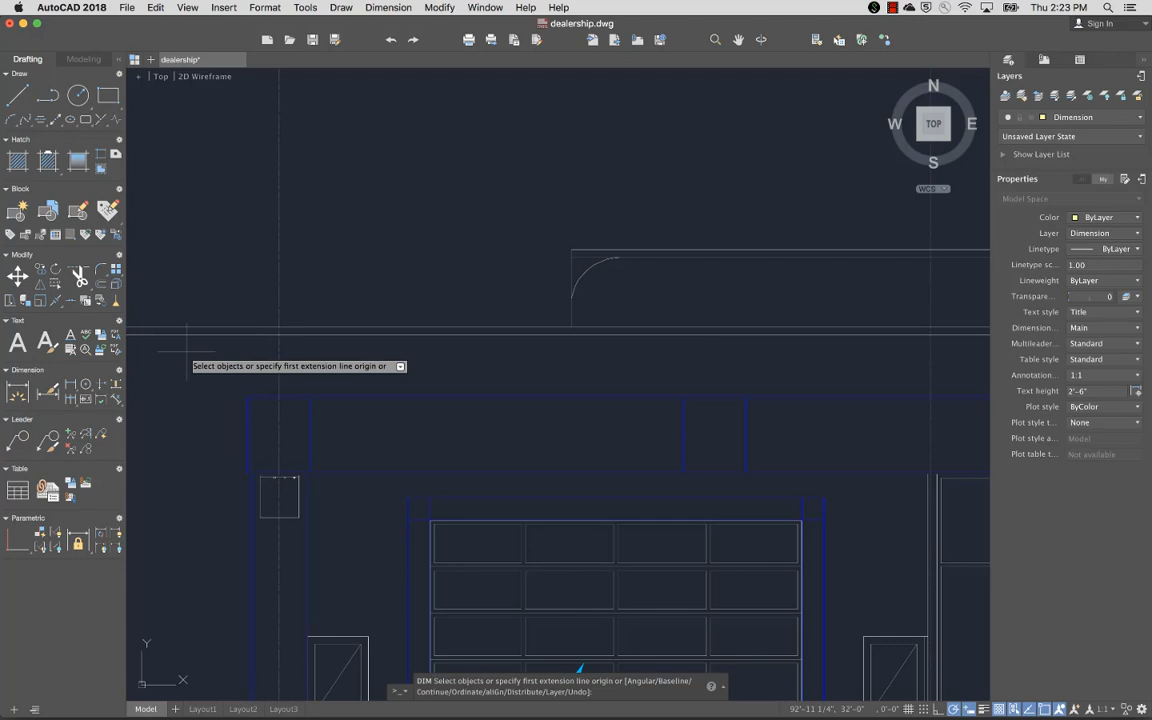 AutoCAD 2018 File Edit View Insert Format Tools Draw Dimension Modify Window Help Help Thu 2:23 PM
dealership.dwg
Sign In
Drafting Modeling
dealership*
Top 2D Wireframe
Draw
Hatch
Block
Modify
Text
Dimension
Leader
Table
Parametric
N
W TOP E
S
WCS
Select objects or specify first extension line origin or
Y
X
Layers
Dimension
Unsaved Layer State
Show Layer List
Properties
Model Space
Color ByLayer
Layer Dimension
Linetype ByLayer
Linetype sc... 1.00
Lineweight ByLayer
Transpare... 0
Text style Title
Dimension... Main
Multileader... Standard
Table style Standard
Annotation... 1:1
Text height 2'-6"
Plot style ByColor
Plot style t... None
Plot style a... Model
Plot table t... Not available
>_ DIM Select objects or specify first extension line origin or [Angular/Baseline/
Continue/Ordinate/aliGn/Distribute/Layer/Undo]:
Model Layout1 Layout2 Layout3 92'-11 1/4", 32'-0" , 0'-0" 1:1